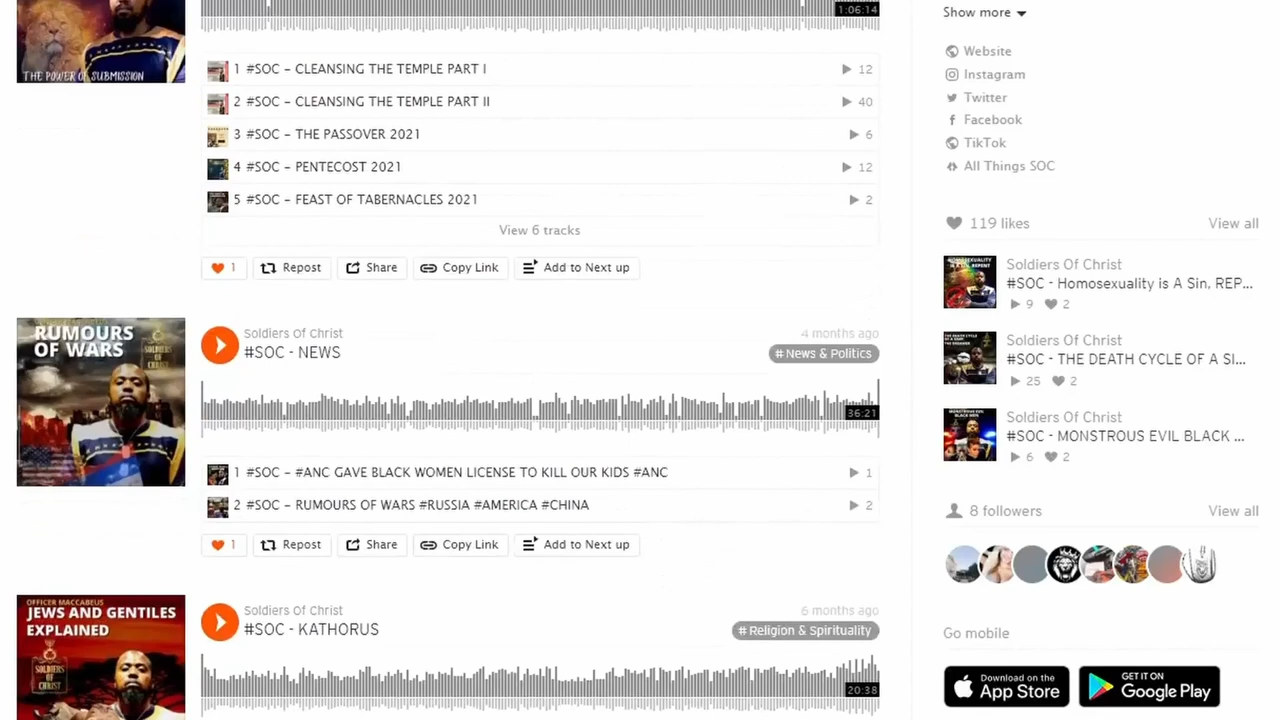 THE POWER OF SUBMISSION
1:06:14
1 #SOC – CLEANSING THE TEMPLE PART I 12
2 #SOC – CLEANSING THE TEMPLE PART II 40
3 #SOC – THE PASSOVER 2021 6
4 #SOC – PENTECOST 2021 12
5 #SOC – FEAST OF TABERNACLES 2021 2
View 6 tracks
1 Repost Share Copy Link Add to Next up
RUMOURS
OF WARS
SOLDIERS
OF CHRIST
Soldiers Of Christ 4 months ago
#SOC - NEWS # News & Politics
36:21
1 #SOC – #ANC GAVE BLACK WOMEN LICENSE TO KILL OUR KIDS #ANC 1
2 #SOC – RUMOURS OF WARS #RUSSIA #AMERICA #CHINA 2
1 Repost Share Copy Link Add to Next up
OFFICER MACCABEUS
JEWS AND GENTILES
EXPLAINED
SOLDIERS
OF
CHRIST
Soldiers Of Christ 6 months ago
#SOC - KATHORUS # Religion & Spirituality
20:38
Show more
Website
Instagram
Twitter
Facebook
TikTok
All Things SOC
119 likes View all
Soldiers Of Christ
#SOC - Homosexuality is A Sin, REP...
9 2
Soldiers Of Christ
#SOC - THE DEATH CYCLE OF A SI...
25 2
Soldiers Of Christ
#SOC - MONSTROUS EVIL BLACK ...
6 2
8 followers View all
Go mobile
Download on the
App Store
GET IT ON
Google Play